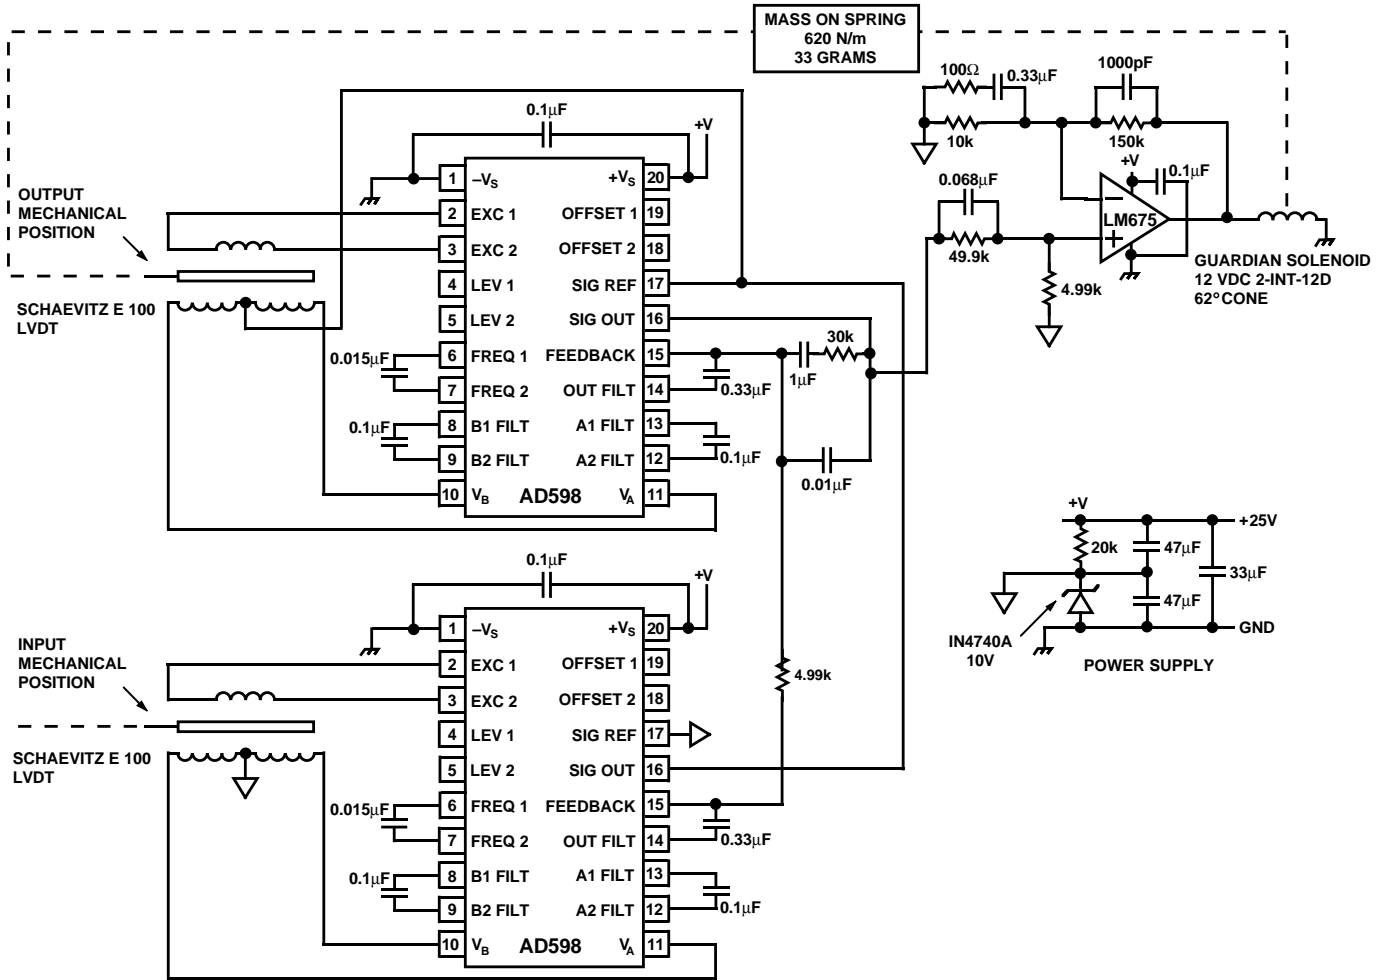 MASS ON SPRING
620 N/m
33 GRAMS
100Ω
0.33μF
1000pF
10k
150k
+V
0.1μF
0.068μF
LM675
49.9k
4.99k
GUARDIAN SOLENOID
12 VDC 2-INT-12D
62° CONE
0.1μF
+V
OUTPUT
MECHANICAL
POSITION
SCHAEVITZ E 100
LVDT
1 –VS
+VS 20
2 EXC 1
OFFSET 1 19
3 EXC 2
OFFSET 2 18
4 LEV 1
SIG REF 17
5 LEV 2
SIG OUT 16
6 FREQ 1
FEEDBACK 15
7 FREQ 2
OUT FILT 14
8 B1 FILT
A1 FILT 13
9 B2 FILT
A2 FILT 12
10 VB
AD598
VA 11
0.015μF
0.1μF
30k
1μF
0.33μF
0.1μF
0.01μF
4.99k
+V
+25V
20k
47μF
33μF
47μF
GND
IN4740A
10V
POWER SUPPLY
0.1μF
+V
INPUT
MECHANICAL
POSITION
SCHAEVITZ E 100
LVDT
1 –VS
+VS 20
2 EXC 1
OFFSET 1 19
3 EXC 2
OFFSET 2 18
4 LEV 1
SIG REF 17
5 LEV 2
SIG OUT 16
6 FREQ 1
FEEDBACK 15
7 FREQ 2
OUT FILT 14
8 B1 FILT
A1 FILT 13
9 B2 FILT
A2 FILT 12
10 VB
AD598
VA 11
0.015μF
0.1μF
0.33μF
0.1μF